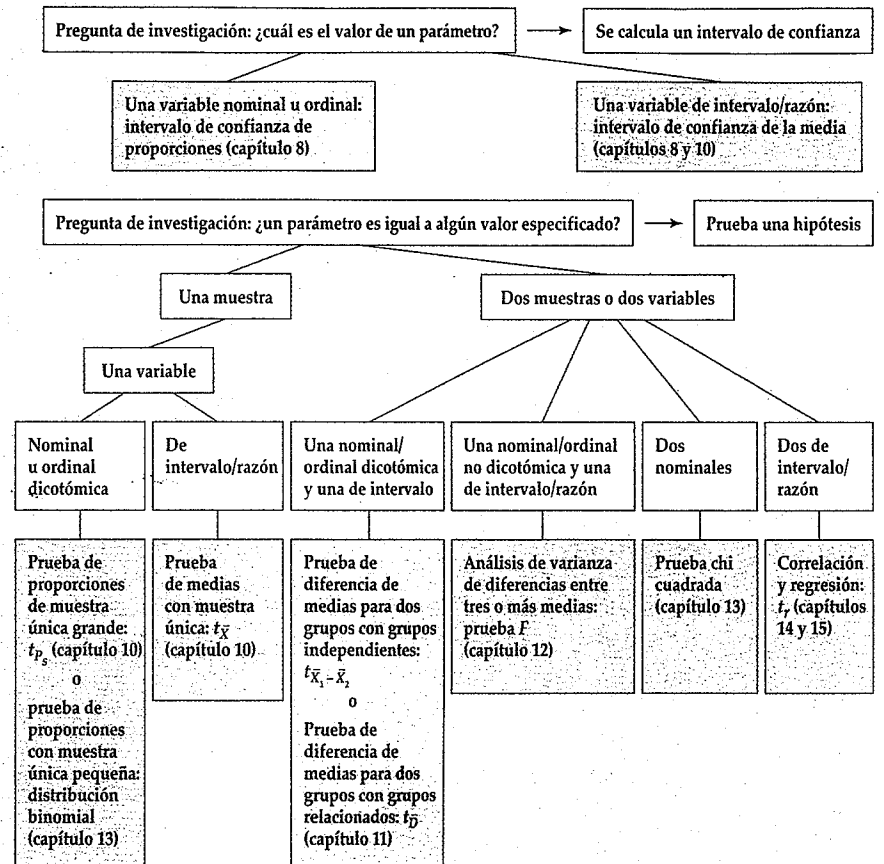 Pregunta de investigación: ¿cuál es el valor de un parámetro?
Se calcula un intervalo de confianza
Una variable nominal u ordinal:
intervalo de confianza de
proporciones (capítulo 8)
Una variable de intervalo/razón:
intervalo de confianza de la media
(capítulos 8 y 10)
Pregunta de investigación: ¿un parámetro es igual a algún valor especificado?
Prueba una hipótesis
Una muestra
Dos muestras o dos variables
Una variable
Nominal
u ordinal
dicotómica
De
intervalo/razón
Una nominal/
ordinal dicotómica
y una de intervalo
Una nominal/ordinal
no dicotómica y una
de intervalo/razón
Dos
nominales
Dos de
intervalo/
razón
Prueba de
proporciones
de muestra
única grande:
t_{P_s} (capítulo 10)
o
prueba de
proporciones
con muestra
única pequeña:
distribución
binomial
(capítulo 13)
Prueba
de medias
con muestra
única: t_X̄
(capítulo 10)
Prueba de
diferencia de
medias para dos
grupos con grupos
independientes:
t_{X̄₁ – X̄₂}
o
Prueba de
diferencia de
medias para dos
grupos con grupos
relacionados: t_D̄
(capítulo 11)
Análisis de varianza
de diferencias entre
tres o más medias:
prueba F
(capítulo 12)
Prueba chi
cuadrada
(capítulo 13)
Correlación
y regresión:
t_r (capítulos
14 y 15)